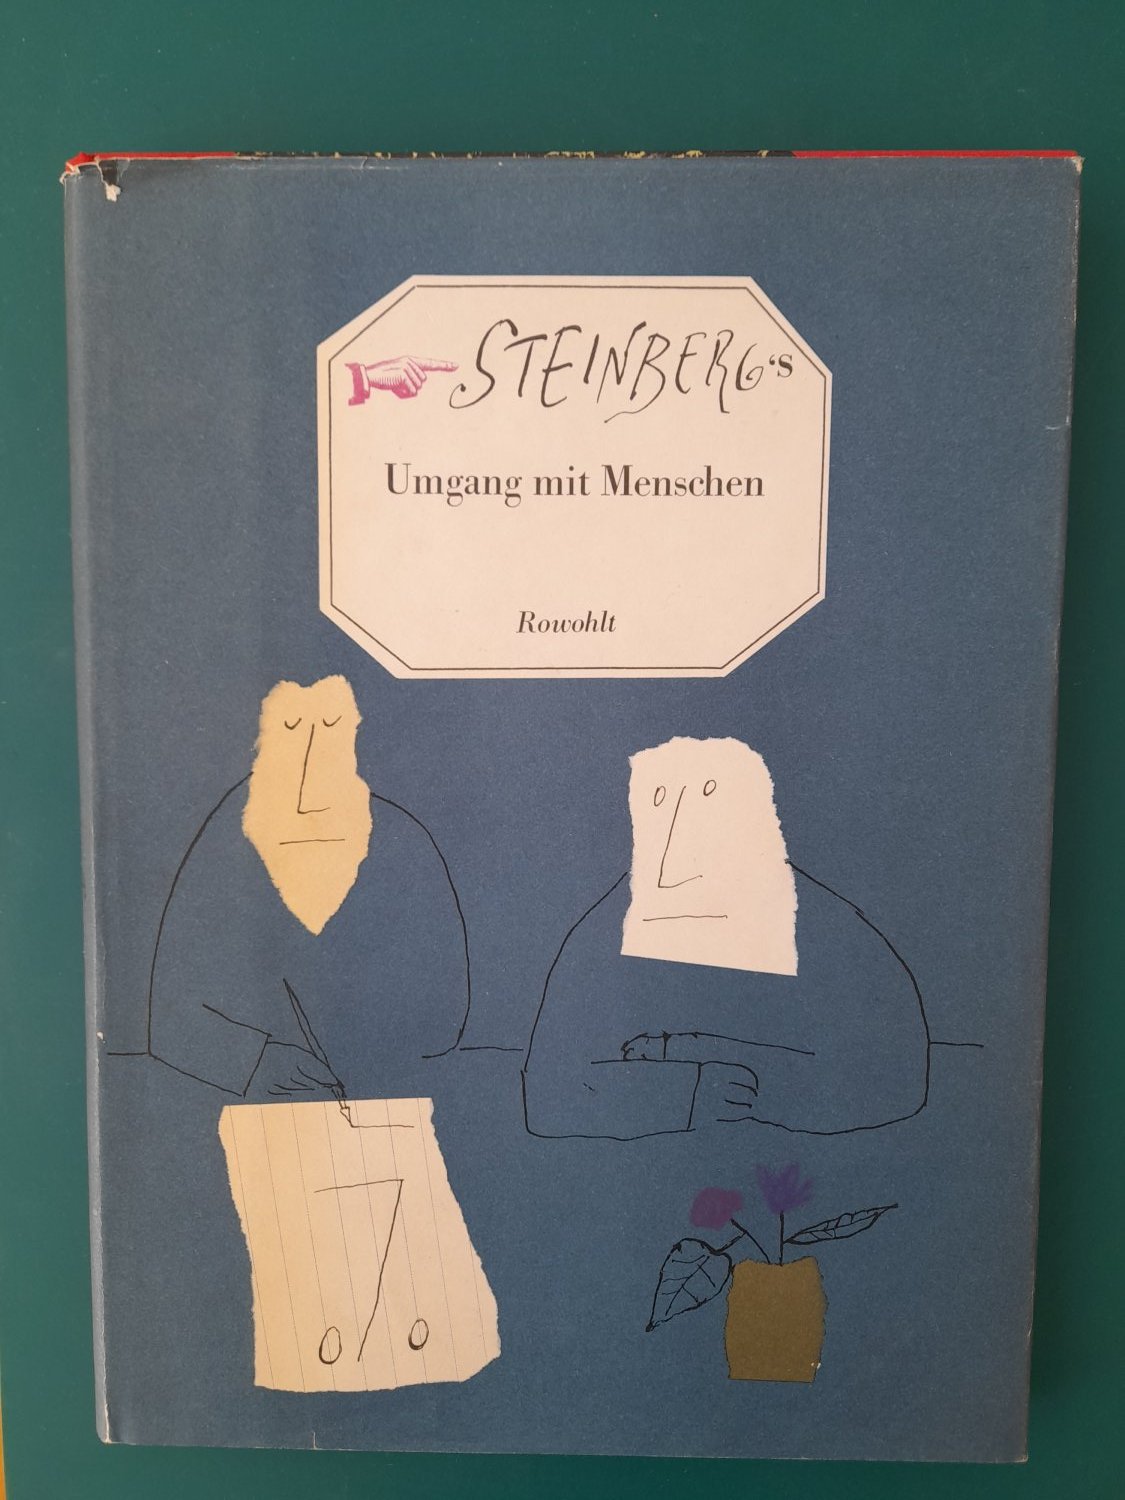 STEINBERG‘s
Umgang mit Menschen
Rowohlt